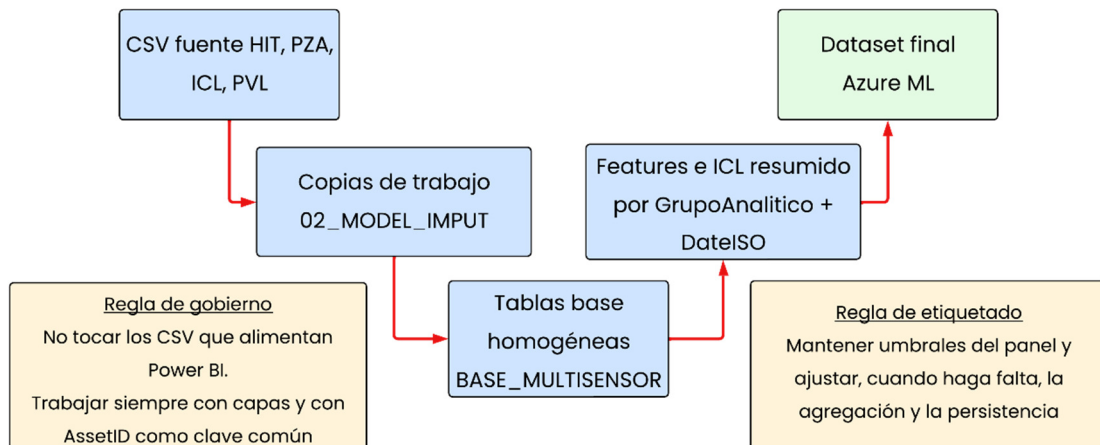 CSV fuente HIT, PZA,
ICL, PVL
Copias de trabajo
02_MODEL_IMPUT
Tablas base
homogéneas
BASE_MULTISENSOR
Features e ICL resumido
por GrupoAnalitico +
DateISO
Dataset final
Azure ML
Regla de gobierno
No tocar los CSV que alimentan
Power BI.
Trabajar siempre con capas y con
AssetID como clave común
Regla de etiquetado
Mantener umbrales del panel y
ajustar, cuando haga falta, la
agregación y la persistencia